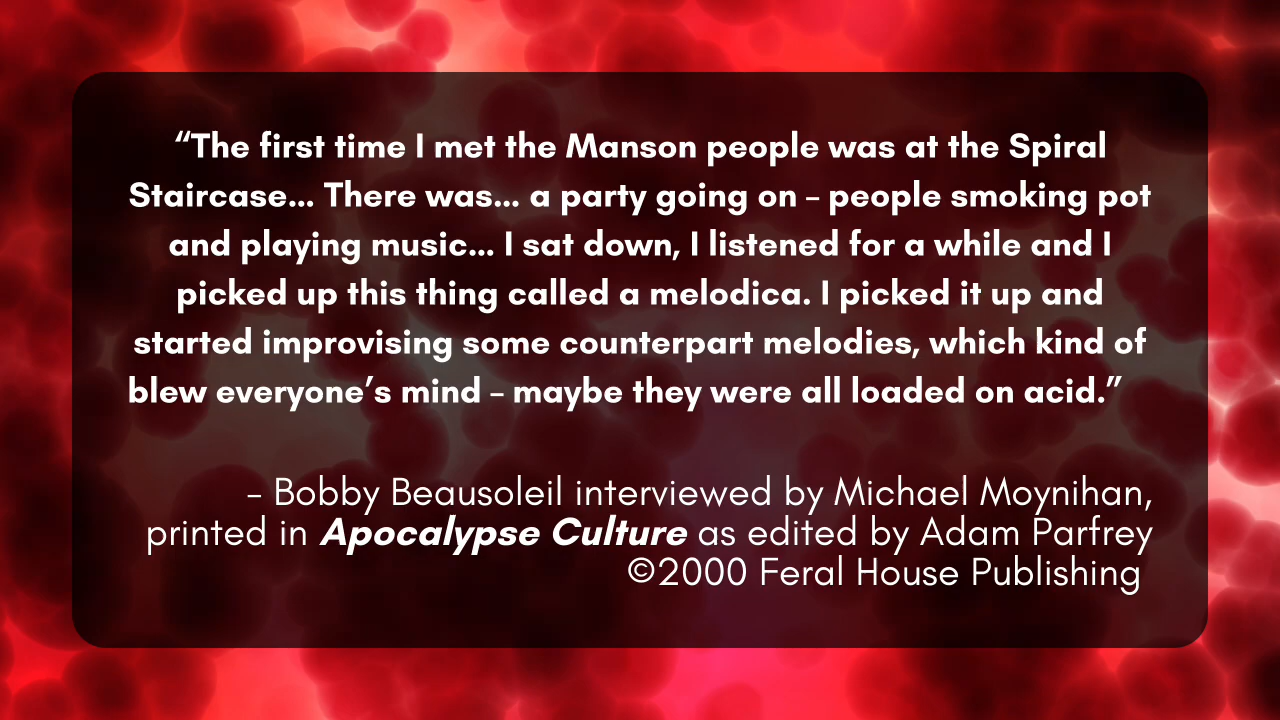 “The first time I met the Manson people was at the Spiral
Staircase... There was... a party going on – people smoking pot
and playing music... I sat down, I listened for a while and I
picked up this thing called a melodica. I picked it up and
started improvising some counterpart melodies, which kind of
blew everyone’s mind – maybe they were all loaded on acid.”
– Bobby Beausoleil interviewed by Michael Moynihan,
printed in Apocalypse Culture as edited by Adam Parfrey
©2000 Feral House Publishing